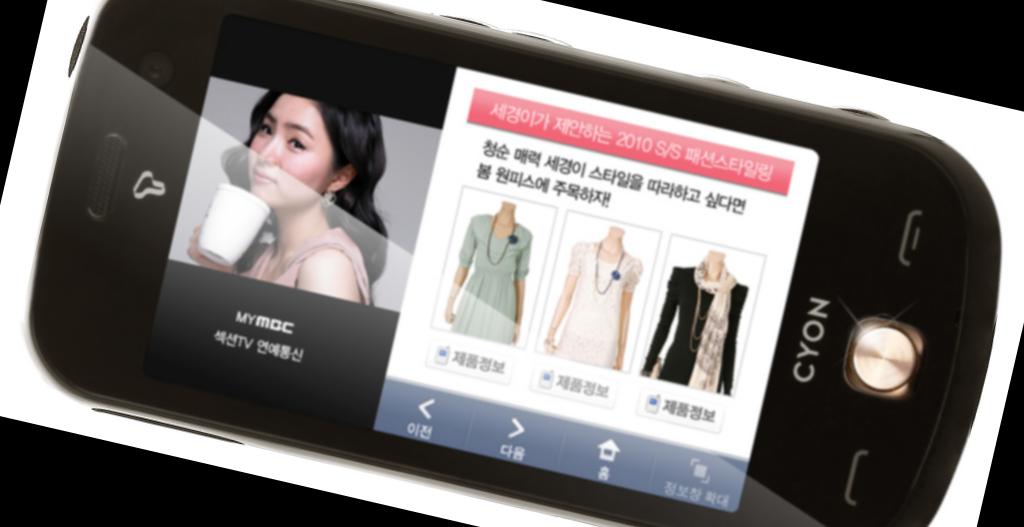 MYMBC
섹션TV 연예통신
세경이가 제안하는 2010 S/S 패션스타일링
청순 매력 세경이 스타일을 따라하고 싶다면
봄 원피스에 주목하자!
제품정보
제품정보
제품정보
이전
다음
홈
정보창 확대
CYON